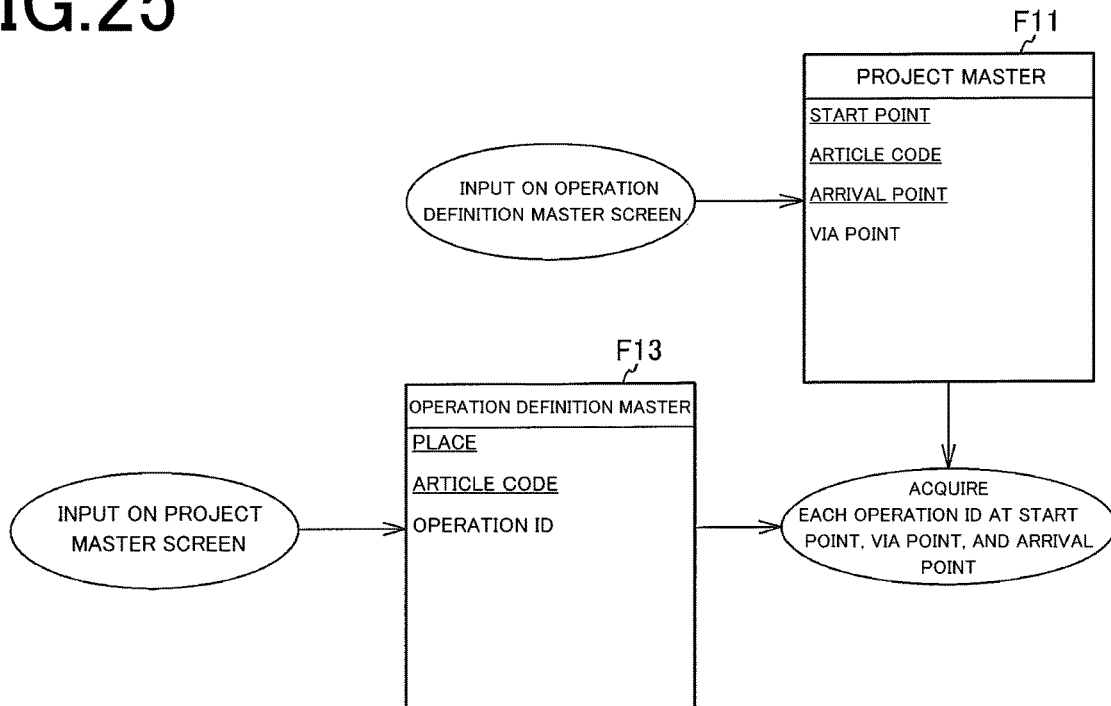 FIG.25
F11
PROJECT MASTER
START POINT
ARTICLE CODE
ARRIVAL POINT
VIA POINT
INPUT ON OPERATION
DEFINITION MASTER SCREEN
F13
OPERATION DEFINITION MASTER
PLACE
ARTICLE CODE
OPERATION ID
INPUT ON PROJECT
MASTER SCREEN
ACQUIRE
EACH OPERATION ID AT START
POINT, VIA POINT, AND ARRIVAL
POINT